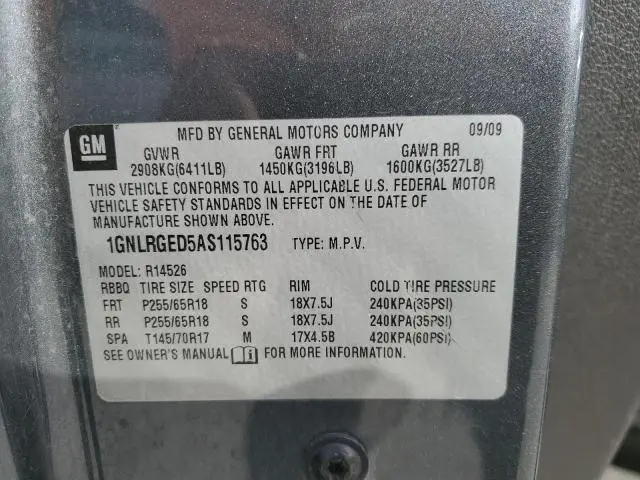 GM
MFD BY GENERAL MOTORS COMPANY 09/09
GVWR GAWR FRT GAWR RR
2908KG(6411LB) 1450KG(3196LB) 1600KG(3527LB)
THIS VEHICLE CONFORMS TO ALL APPLICABLE U.S. FEDERAL MOTOR
VEHICLE SAFETY STANDARDS IN EFFECT ON THE DATE OF
MANUFACTURE SHOWN ABOVE.
1GNLRGED5AS115763 TYPE: M.P.V.
MODEL: R14526
RBBQ TIRE SIZE SPEED RTG RIM COLD TIRE PRESSURE
FRT P255/65R18 S 18X7.5J 240KPA(35PSI)
RR P255/65R18 S 18X7.5J 240KPA(35PSI)
SPA T145/70R17 M 17X4.5B 420KPA(60PSI)
SEE OWNER'S MANUAL FOR MORE INFORMATION.